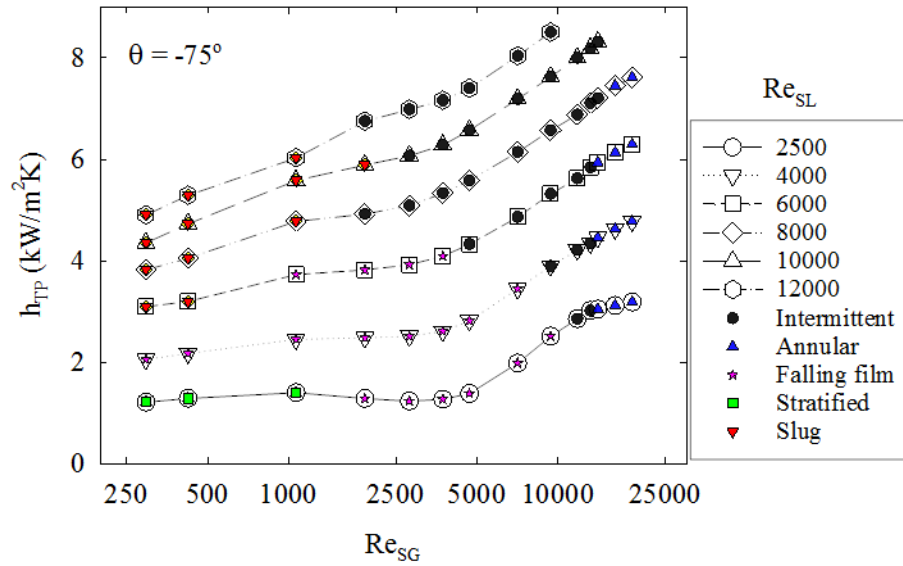 θ = -75º
h_TP (kW/m²K)
8
6
4
2
0
250 500 1000 2500 5000 10000 25000
Re_SG
Re_SL
2500
4000
6000
8000
10000
12000
Intermittent
Annular
Falling film
Stratified
Slug